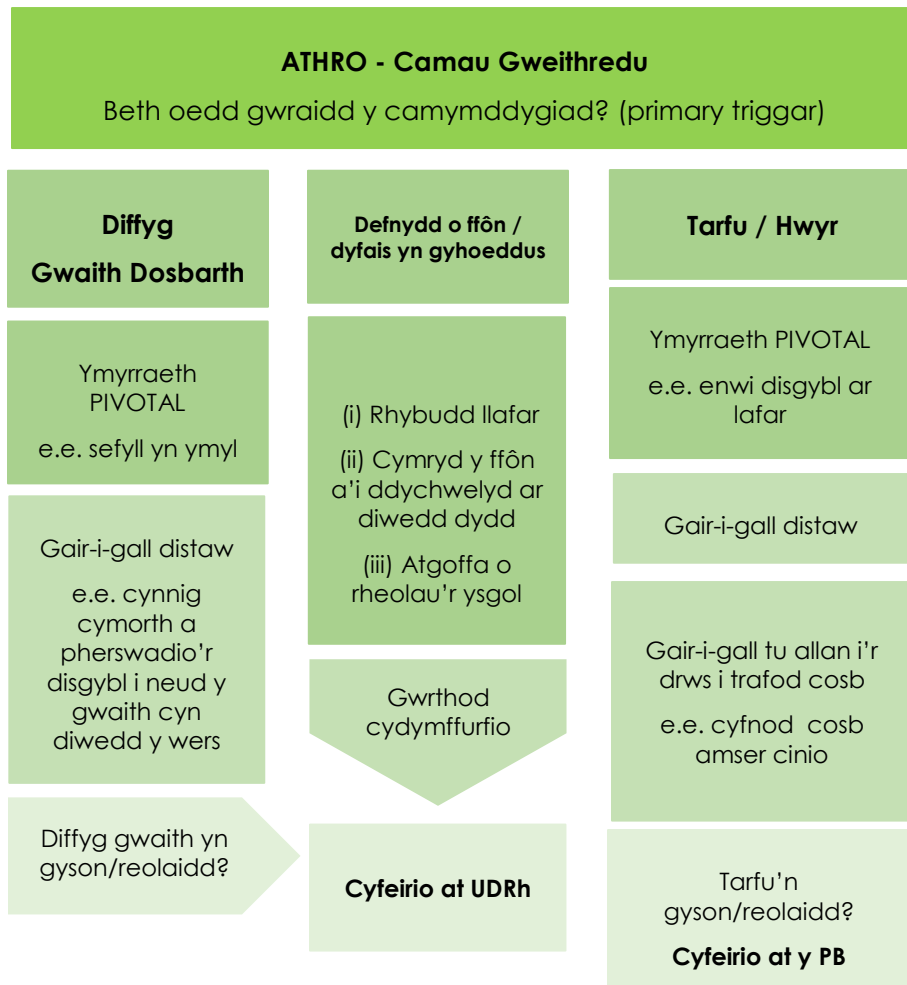 ATHRO - Camau Gweithredu
Beth oedd gwraidd y camymddygiad? (primary triggar)
Diffyg
Gwaith Dosbarth
Ymyrraeth
PIVOTAL
e.e. sefyll yn ymyl
Gair-i-gall distaw
e.e. cynnig
cymorth a
pherswadio'r
disgybl i neud y
gwaith cyn
diwedd y wers
Diffyg gwaith yn
gyson/reolaidd?
Defnydd o ffôn /
dyfais yn gyhoeddus
(i) Rhybudd llafar
(ii) Cymryd y ffôn
a'i ddychwelyd ar
diwedd dydd
(iii) Atgoffa o
rheolau'r ysgol
Gwrthod
cydymffurfio
Cyfeirio at UDRh
Tarfu / Hwyr
Ymyrraeth PIVOTAL
e.e. enwi disgybl ar
lafar
Gair-i-gall distaw
Gair-i-gall tu allan i'r
drws i trafod cosb
e.e. cyfnod cosb
amser cinio
Tarfu'n
gyson/reolaidd?
Cyfeirio at y PB